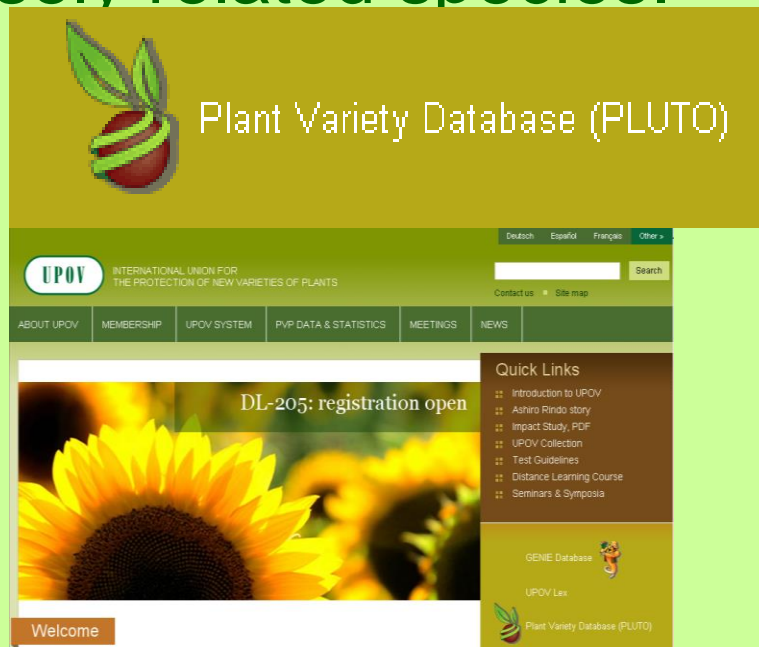 related species.
Plant Variety Database (PLUTO)
Deutsch Español Français Other »
UPOV
INTERNATIONAL UNION FOR
THE PROTECTION OF NEW VARIETIES OF PLANTS
Search
Contact us Site map
ABOUT UPOV MEMBERSHIP UPOV SYSTEM PVP DATA & STATISTICS MEETINGS NEWS
DL-205: registration open
Quick Links
Introduction to UPOV
Ashiro Rindo story
Impact Study, PDF
UPOV Collection
Test Guidelines
Distance Learning Course
Seminars & Symposia
GENIE Database
UPOV Lex
Plant Variety Database (PLUTO)
Welcome